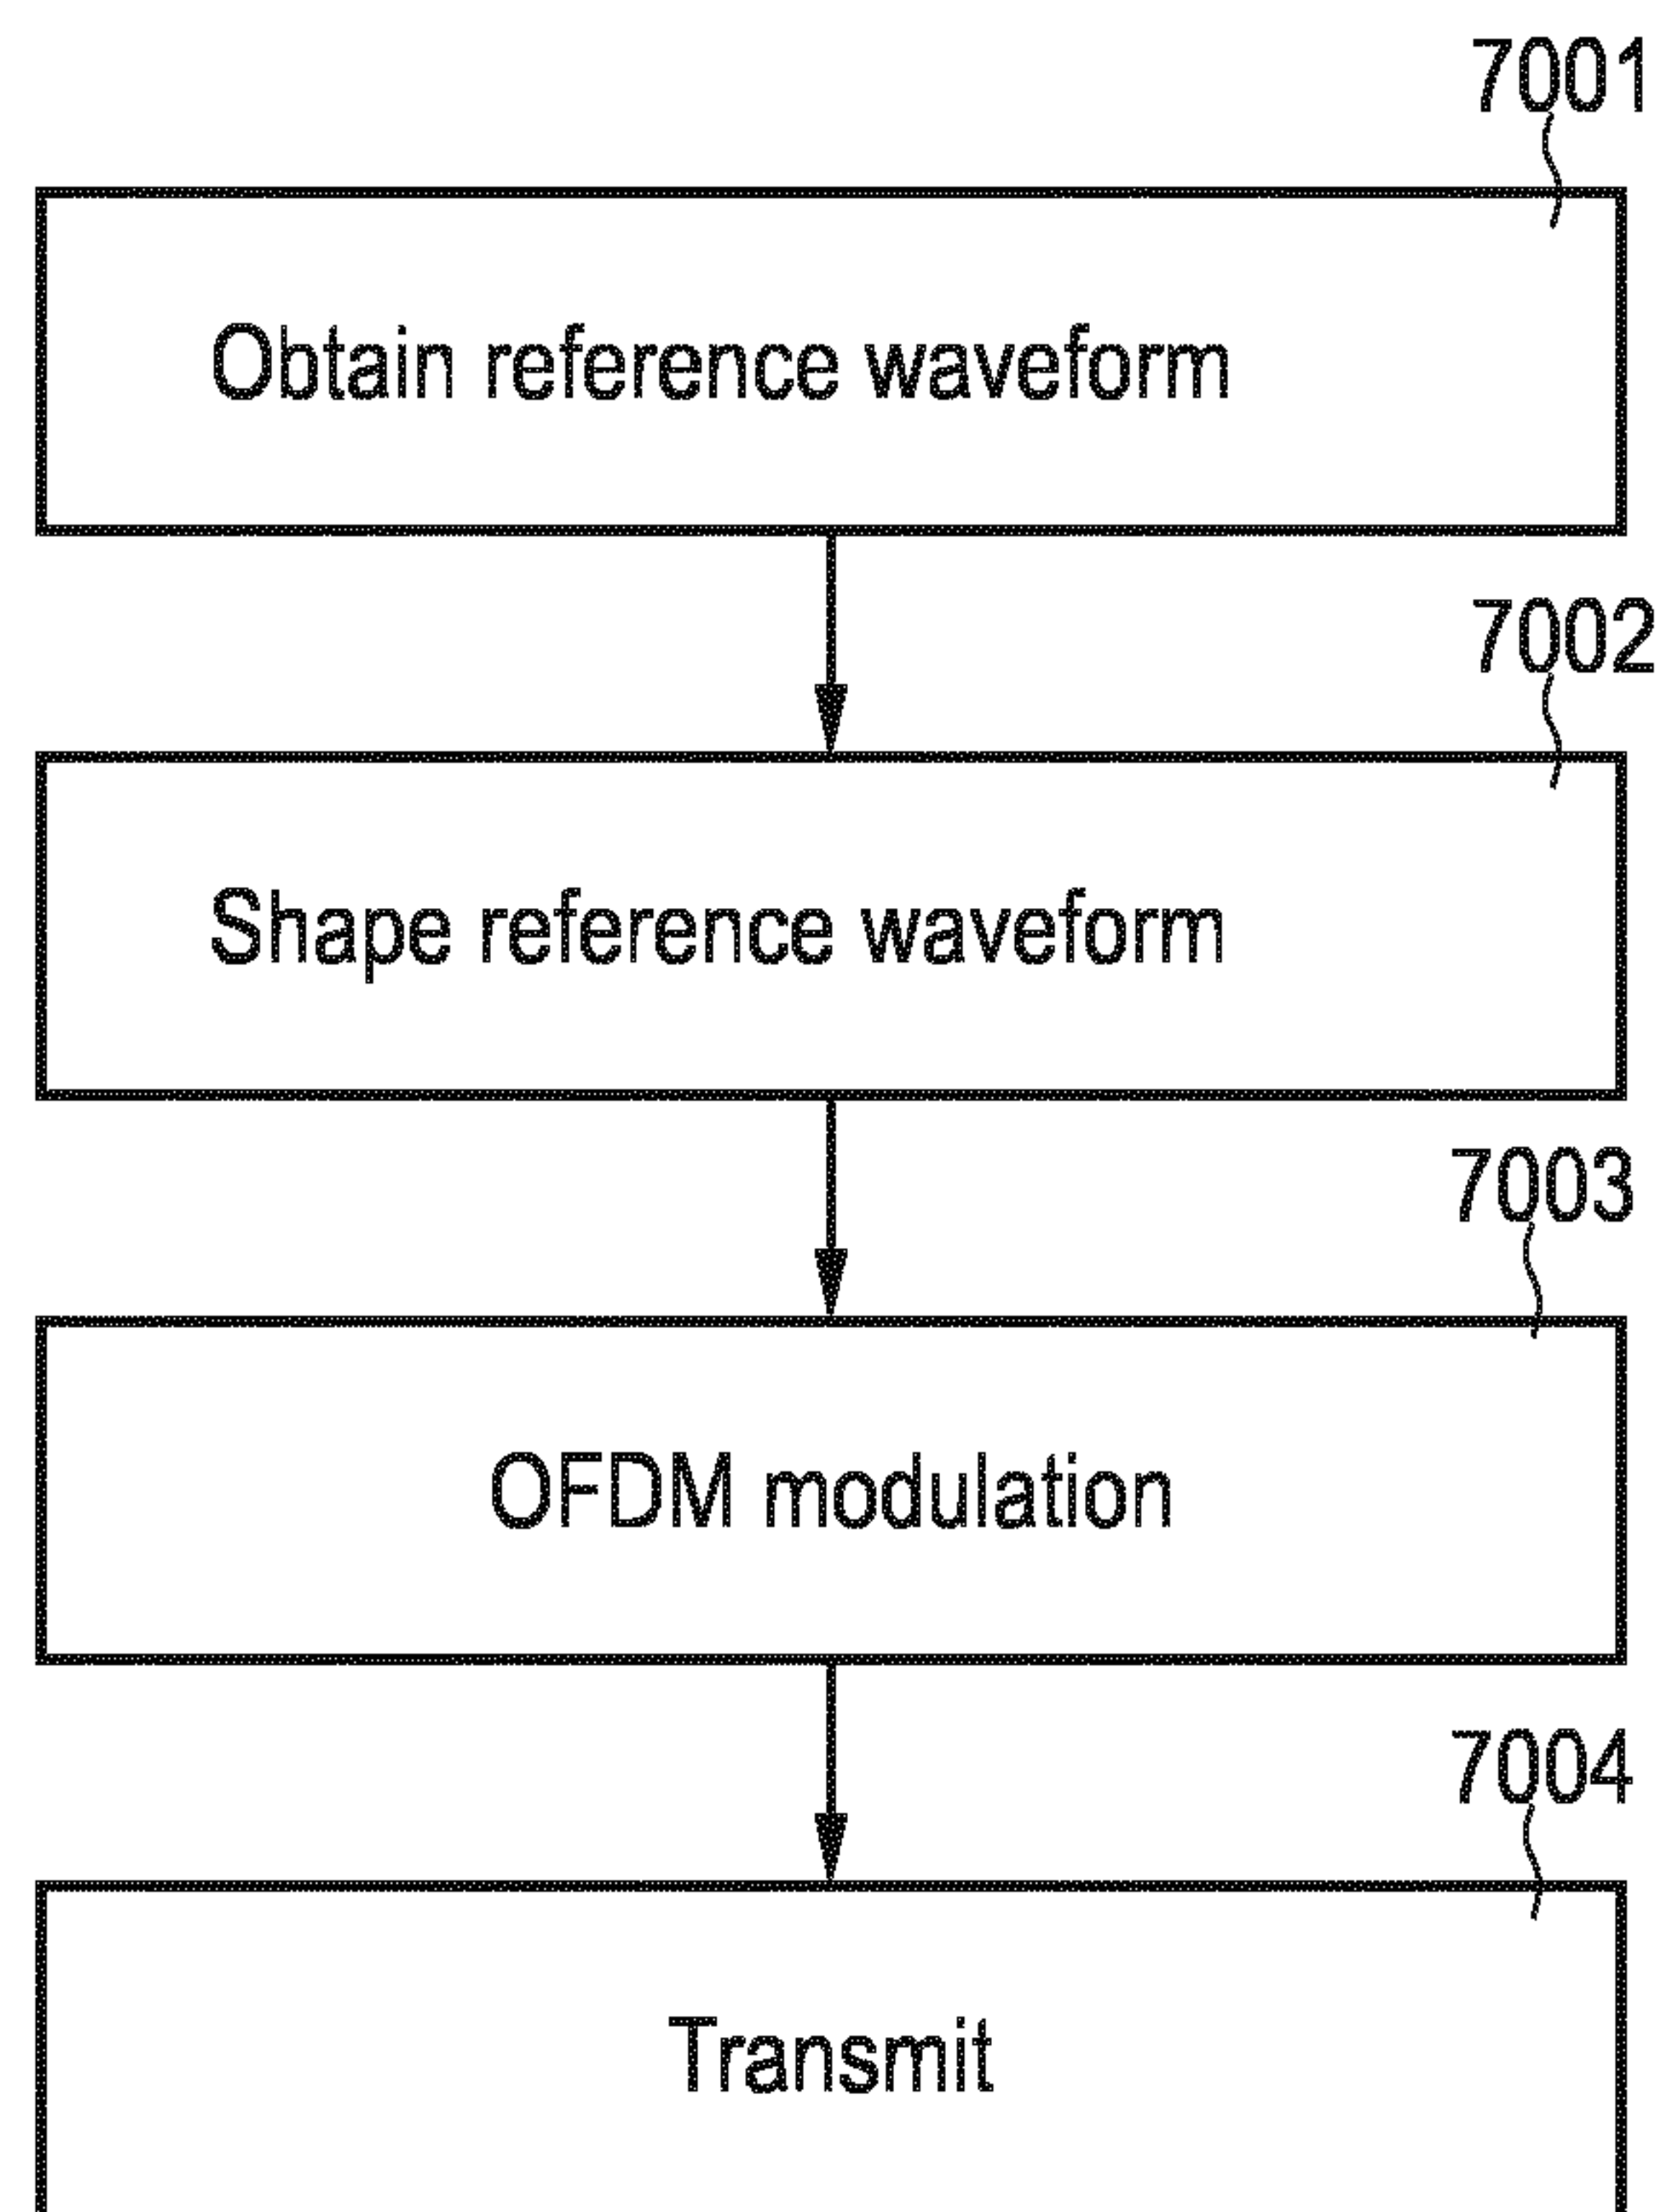 7001
Obtain reference waveform
7002
Shape reference waveform
7003
OFDM modulation
7004
Transmit